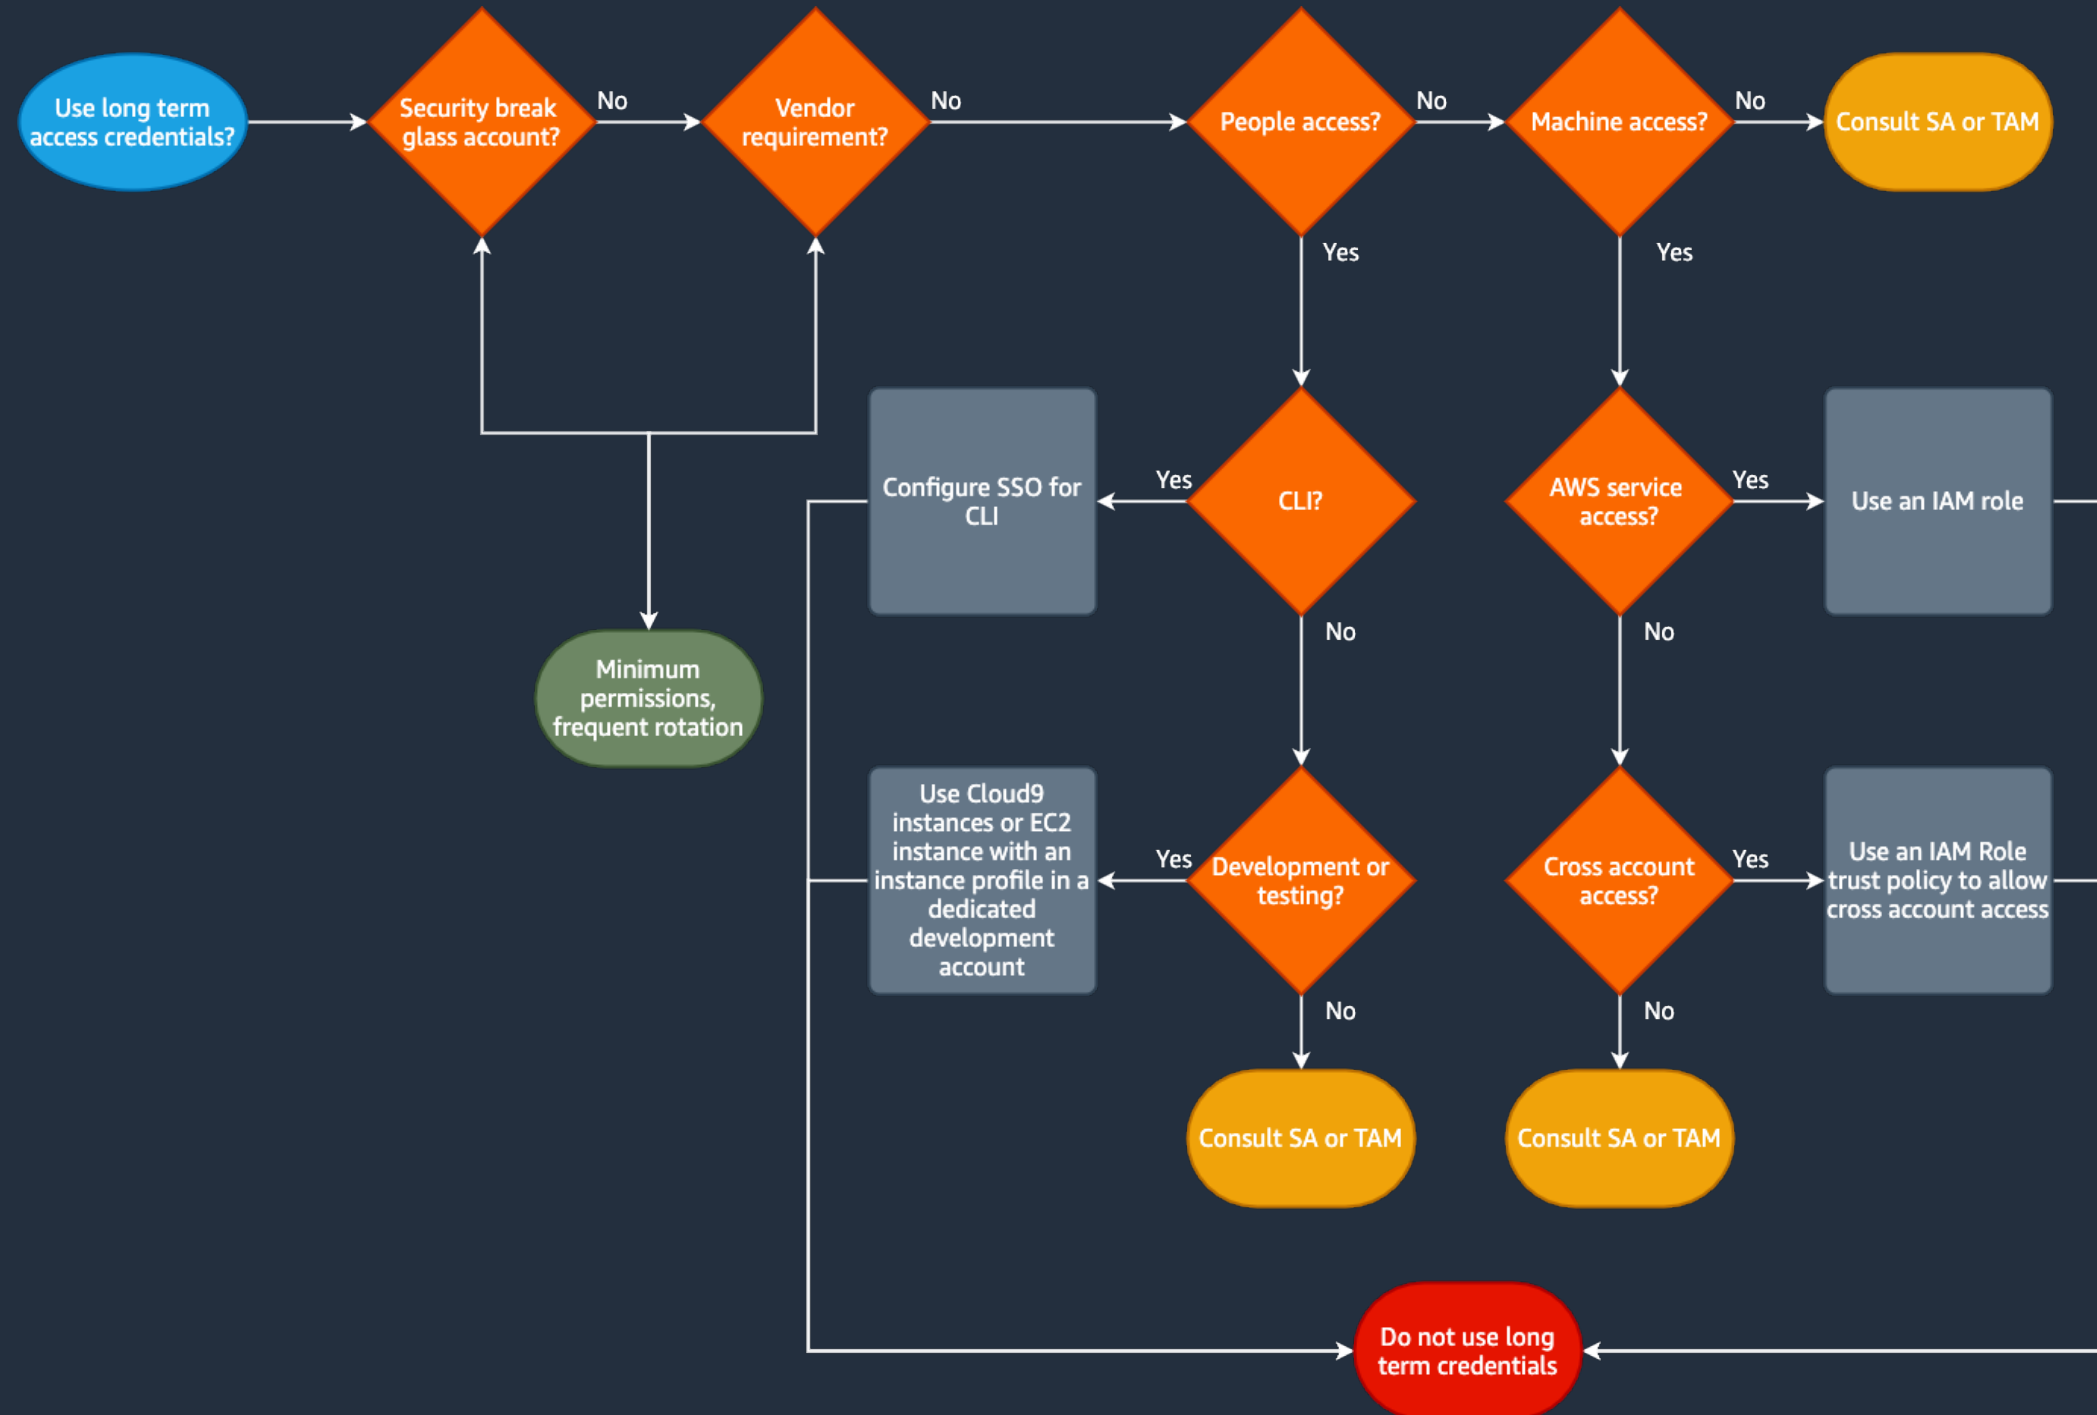 Use long term
access credentials?
Security break
glass account?
No
Vendor
requirement?
No
People access?
No
Machine access?
No
Consult SA or TAM
Yes
Yes
Configure SSO for
CLI
Yes
CLI?
AWS service
access?
Yes
Use an IAM role
No
No
Minimum
permissions,
frequent rotation
Use Cloud9
instances or EC2
instance with an
instance profile in a
dedicated
development
account
Yes
Development or
testing?
Cross account
access?
Yes
Use an IAM Role
trust policy to allow
cross account access
No
No
Consult SA or TAM
Consult SA or TAM
Do not use long
term credentials